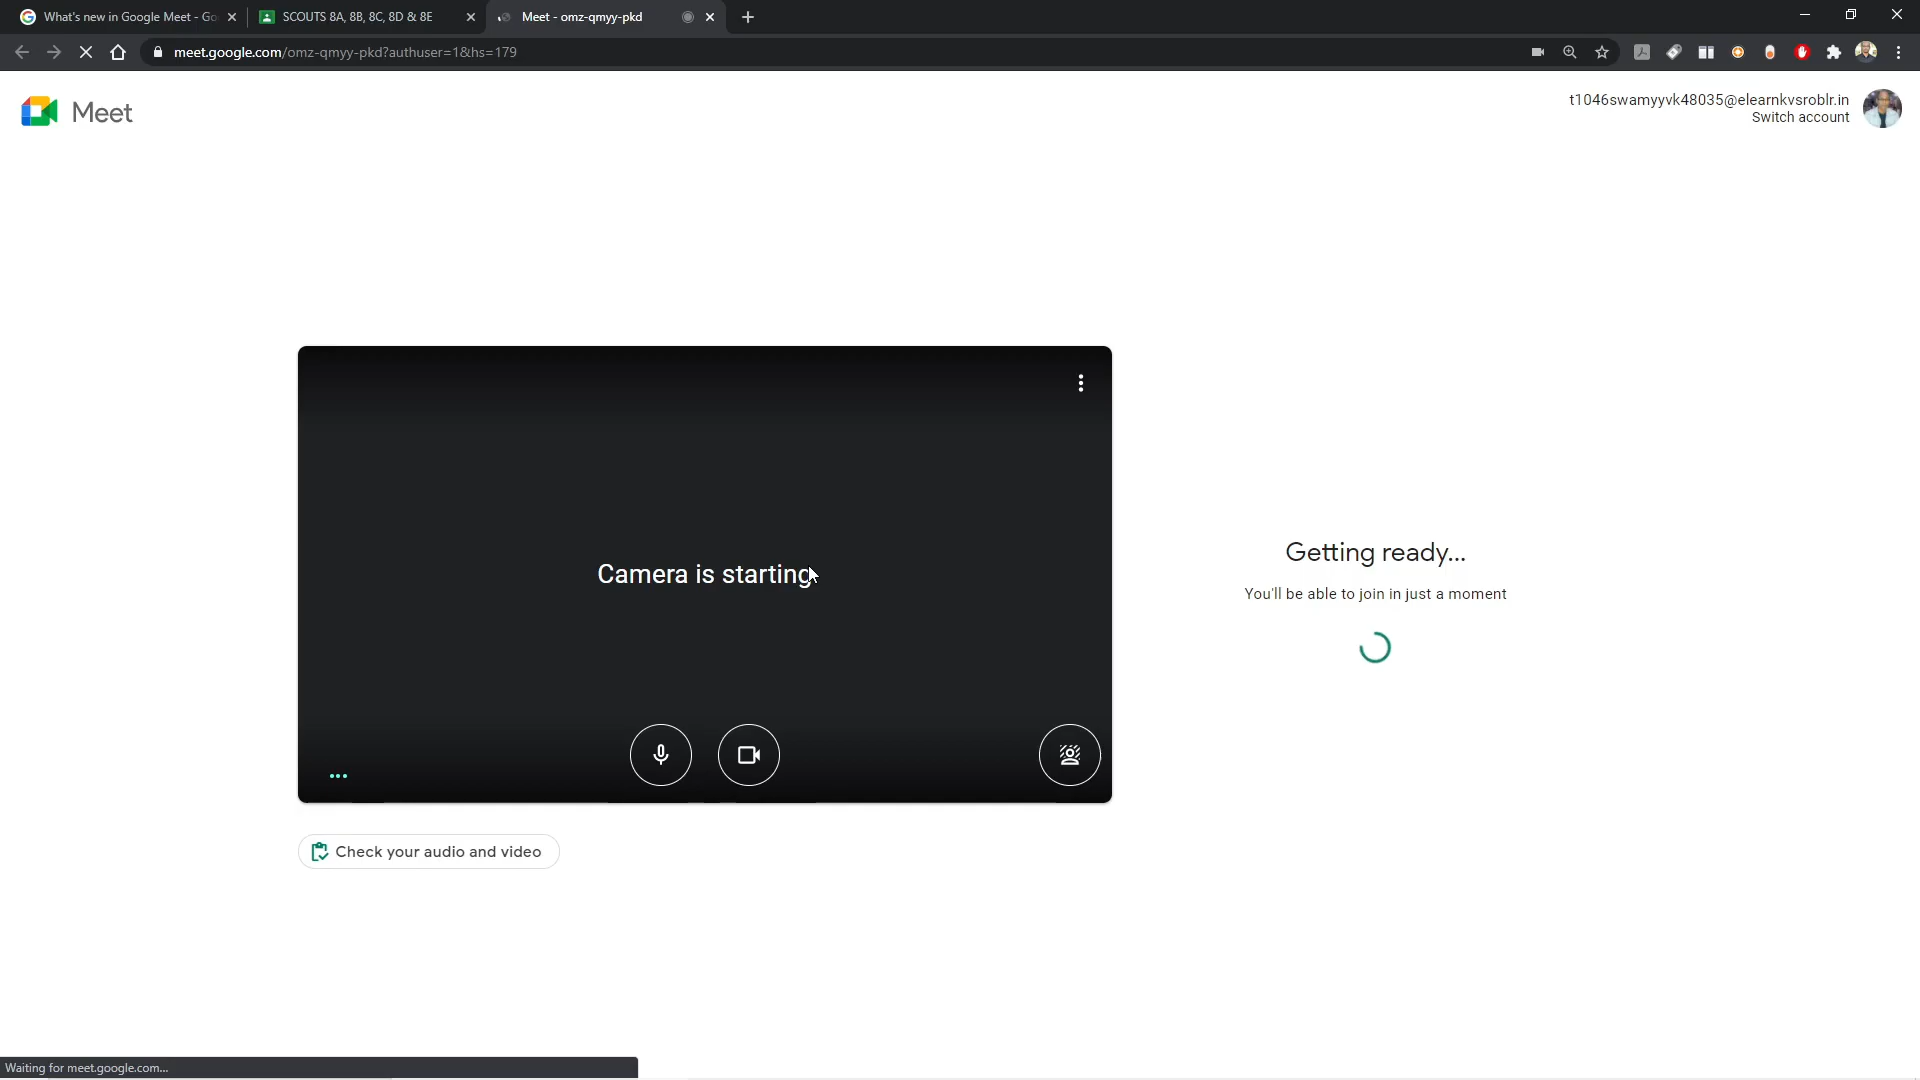 What's new in Google Meet - Go
SCOUTS 8A, 8B, 8C, 8D & 8E
Meet - omz-qmyy-pkd
meet.google.com/omz-qmyy-pkd?authuser=1&hs=179
Meet
t1046swamyyvk48035@elearnkvsroblr.in
Switch account
Camera is starting
Getting ready...
You'll be able to join in just a moment
Check your audio and video
Waiting for meet.google.com...